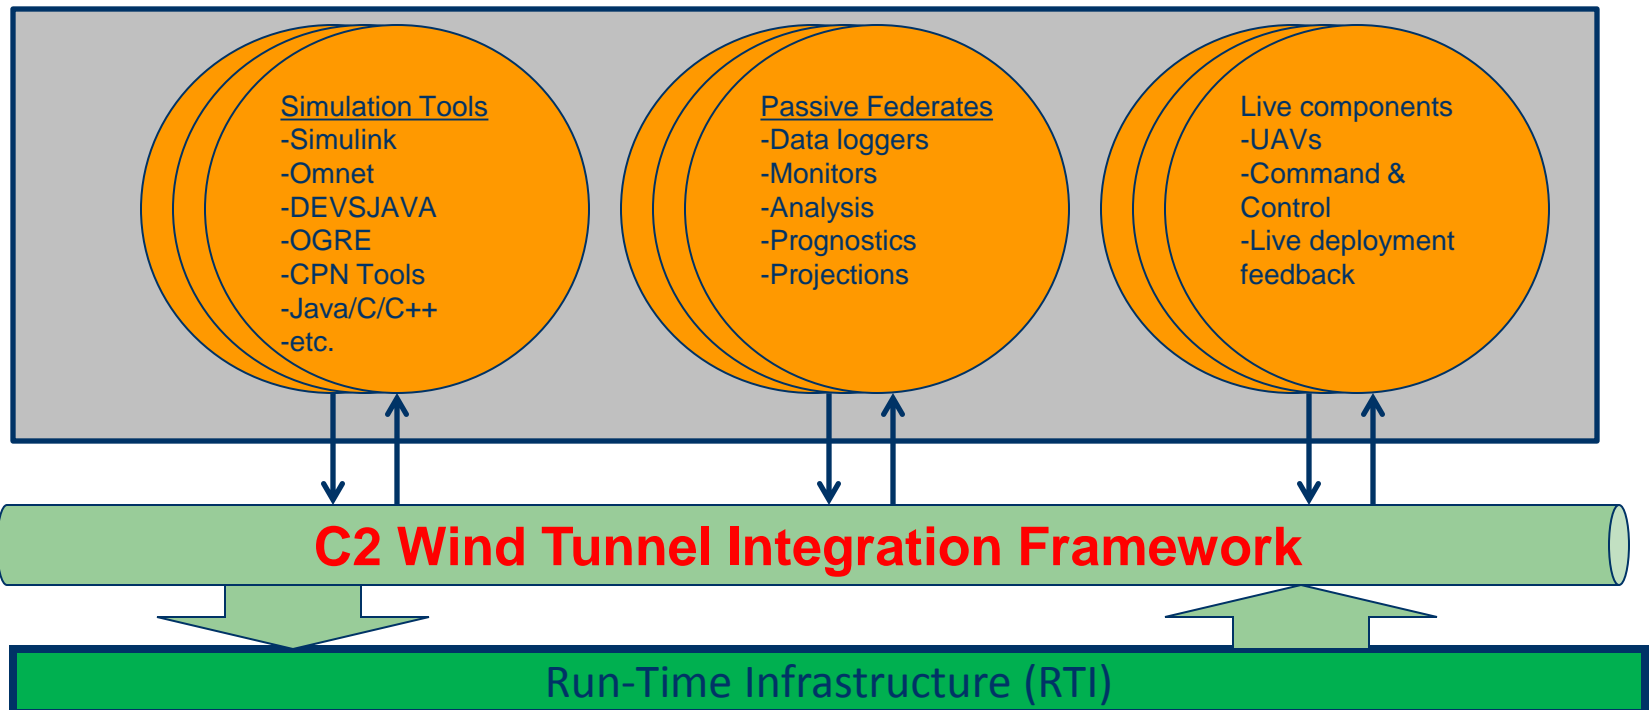 Simulation Tools
-Simulink
-Omnet
-DEVSJAVA
-OGRE
-CPN Tools
-Java/C/C++
-etc.
Passive Federates
-Data loggers
-Monitors
-Analysis
-Prognostics
-Projections
Live components
-UAVs
-Command &
Control
-Live deployment
feedback
C2 Wind Tunnel Integration Framework
Run-Time Infrastructure (RTI)